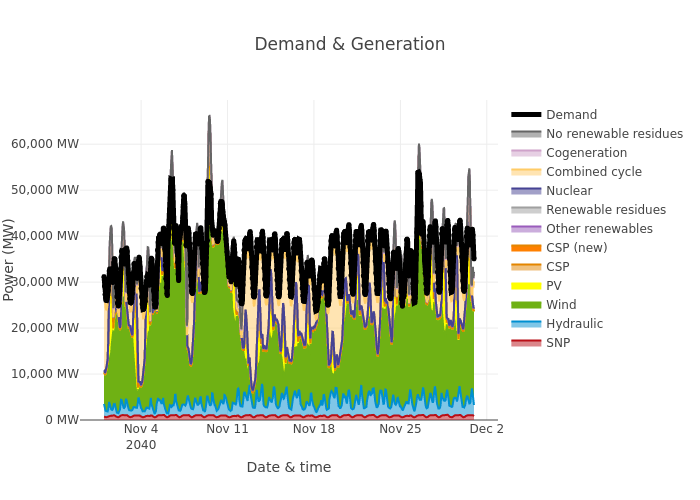 Demand & Generation
Power (MW)
60,000 MW
50,000 MW
40,000 MW
30,000 MW
20,000 MW
10,000 MW
0 MW
Nov 4
2040
Nov 11
Nov 18
Nov 25
Dec 2
Date & time
Demand
No renewable residues
Cogeneration
Combined cycle
Nuclear
Renewable residues
Other renewables
CSP (new)
CSP
PV
Wind
Hydraulic
SNP